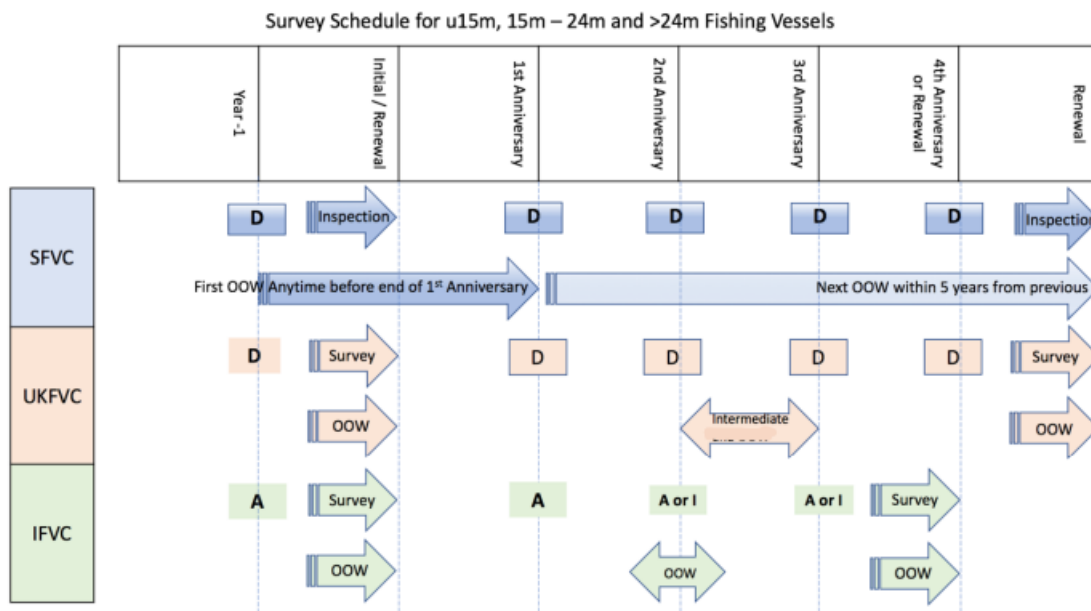 Survey Schedule for u15m, 15m – 24m and >24m Fishing Vessels
Year -1
Initial / Renewal
1st Anniversary
2nd Anniversary
3rd Anniversary
4th Anniversary
or Renewal
Renewal
SFVC
D
Inspection
D
D
D
D
Inspection
First OOW Anytime before end of 1st Anniversary
Next OOW within 5 years from previous
UKFVC
D
Survey
D
D
D
D
Survey
OOW
Intermediate
OOW
IFVC
A
Survey
A
A or I
A or I
Survey
OOW
OOW
OOW